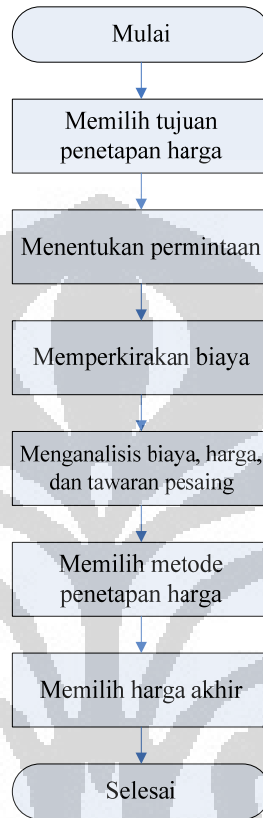 Mulai
Memilih tujuan
penetapan harga
Menentukan permintaan
Memperkirakan biaya
Menganalisis biaya, harga,
dan tawaran pesaing
Memilih metode
penetapan harga
Memilih harga akhir
Selesai